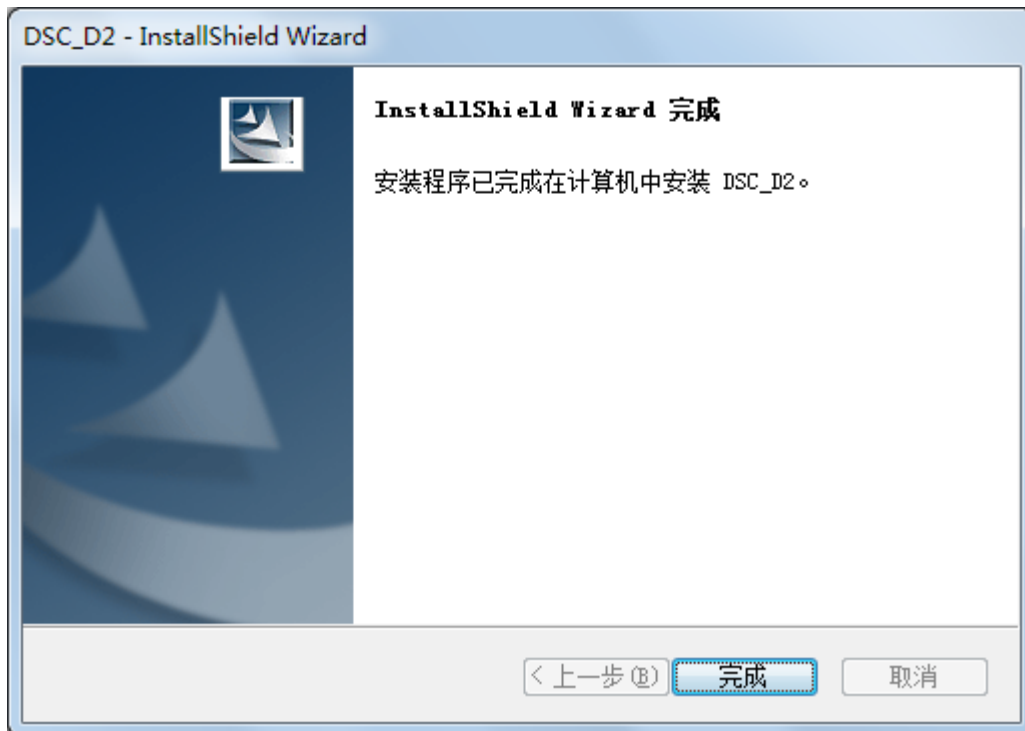 DSC_D2 - InstallShield Wizard
InstallShield Wizard 完成
安装程序已完成在计算机中安装 DSC_D2。
< 上一步(B)
完成
取消